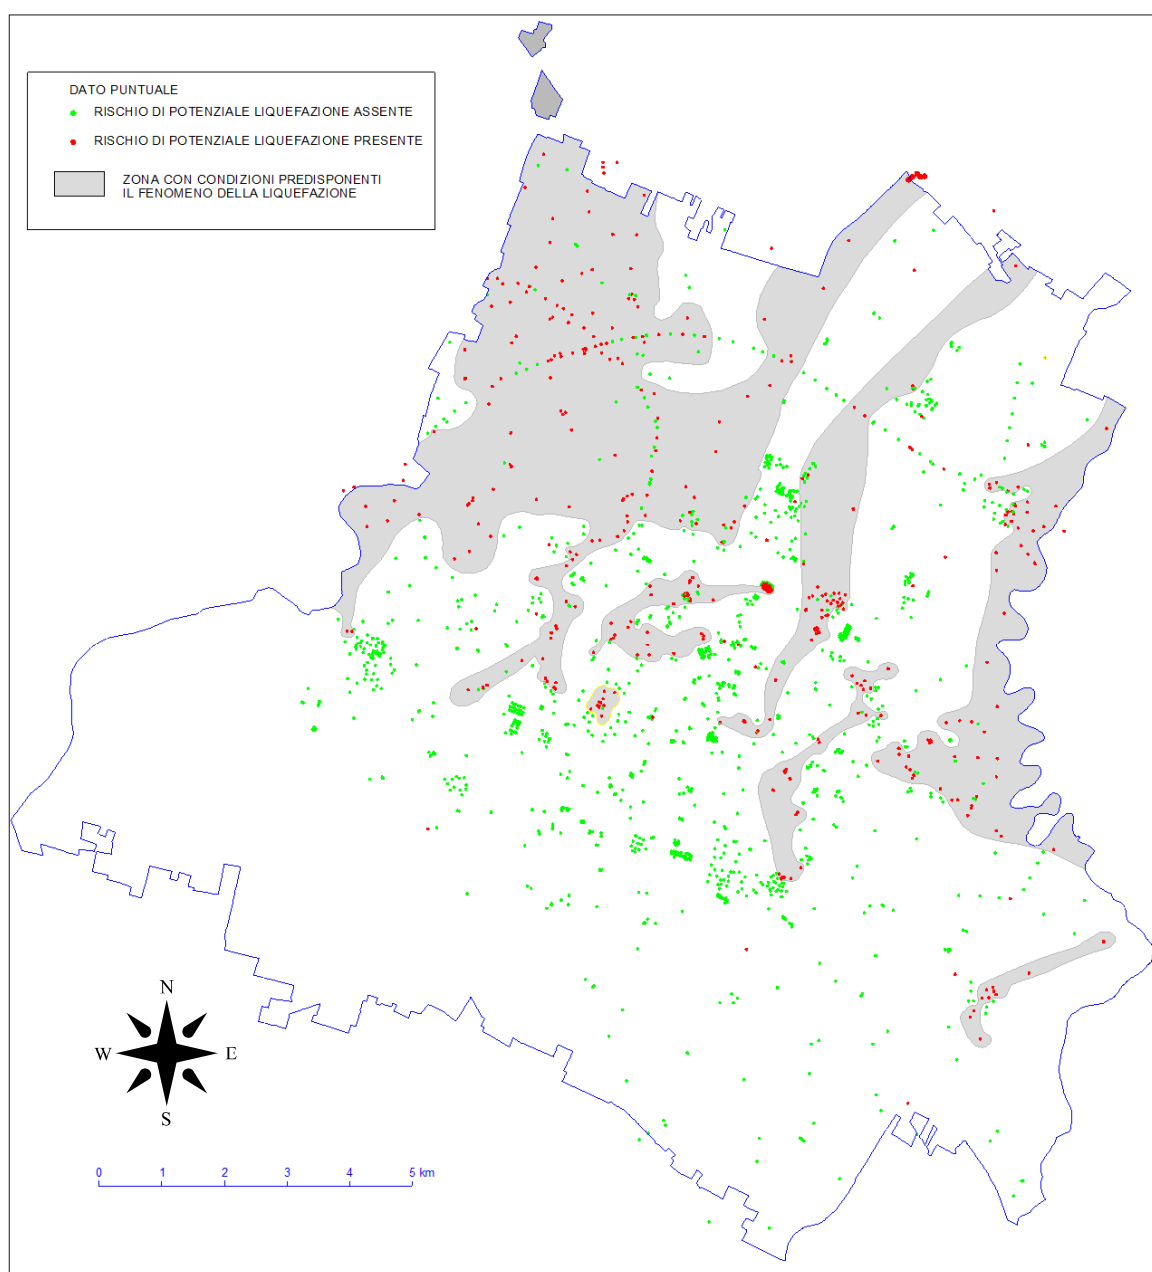 DATO PUNTUALE
RISCHIO DI POTENZIALE LIQUEFAZIONE ASSENTE
RISCHIO DI POTENZIALE LIQUEFAZIONE PRESENTE
ZONA CON CONDIZIONI PREDISPONENTI
IL FENOMENO DELLA LIQUEFAZIONE
N
W E
S
0 1 2 3 4 5 km